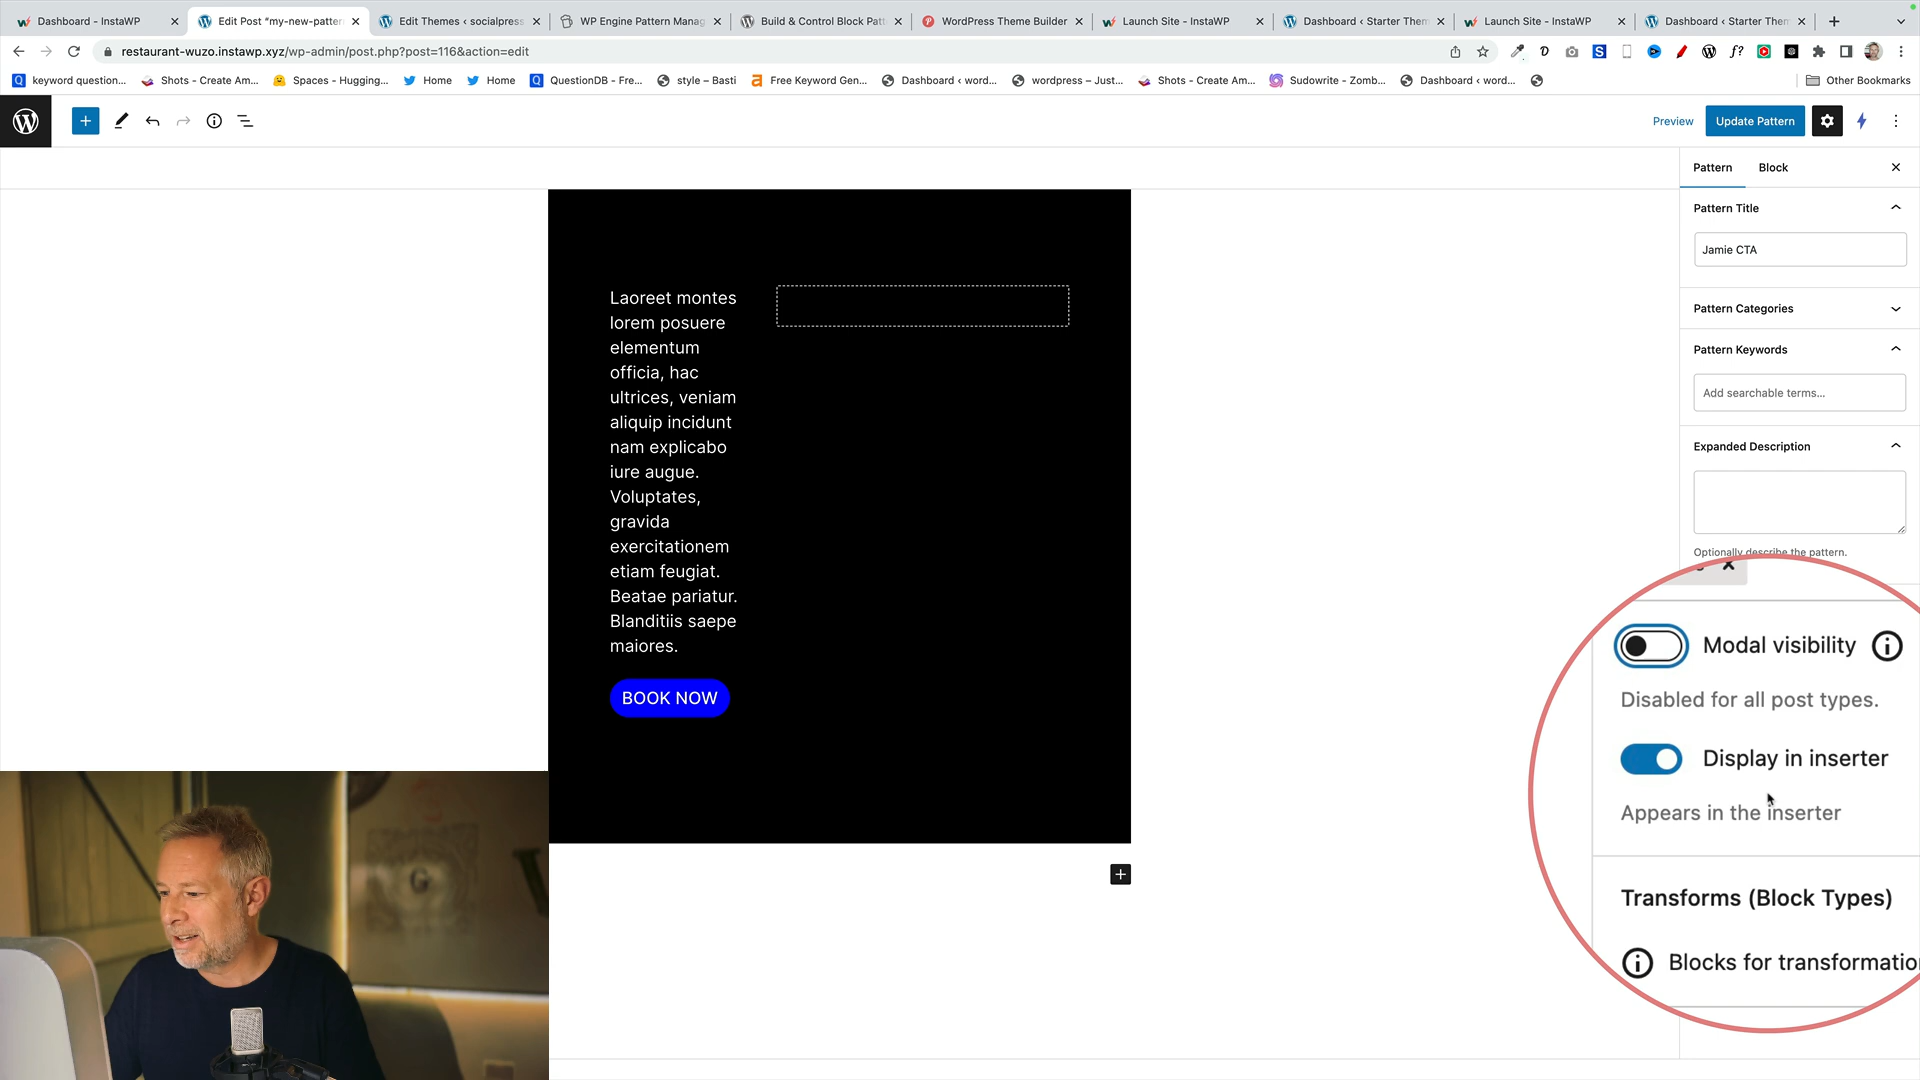 Dashboard - InstaWP
Edit Post “my-new-patter
Edit Themes ‹ socialpress
WP Engine Pattern Manag
Build & Control Block Patt
WordPress Theme Builder
Launch Site - InstaWP
Dashboard ‹ Starter Them
Launch Site - InstaWP
Dashboard ‹ Starter Them
restaurant-wuzo.instawp.xyz/wp-admin/post.php?post=116&action=edit
keyword question...
Shots - Create Am...
Spaces - Hugging...
Home
Home
QuestionDB - Fre...
style – Basti
Free Keyword Gen...
Dashboard ‹ word...
wordpress – Just...
Shots - Create Am...
Sudowrite - Zomb...
Dashboard ‹ word...
Other Bookmarks
Preview
Update Pattern
Pattern
Block
Pattern Title
Jamie CTA
Pattern Categories
Pattern Keywords
Add searchable terms...
Expanded Description
Optionally describe the pattern.
Laoreet montes
lorem posuere
elementum
officia, hac
ultrices, veniam
aliquip incidunt
nam explicabo
iure augue.
Voluptates,
gravida
exercitationem
etiam feugiat.
Beatae pariatur.
Blanditiis saepe
maiores.
BOOK NOW
Modal visibility
Disabled for all post types.
Display in inserter
Appears in the inserter
Transforms (Block Types)
Blocks for transformatio